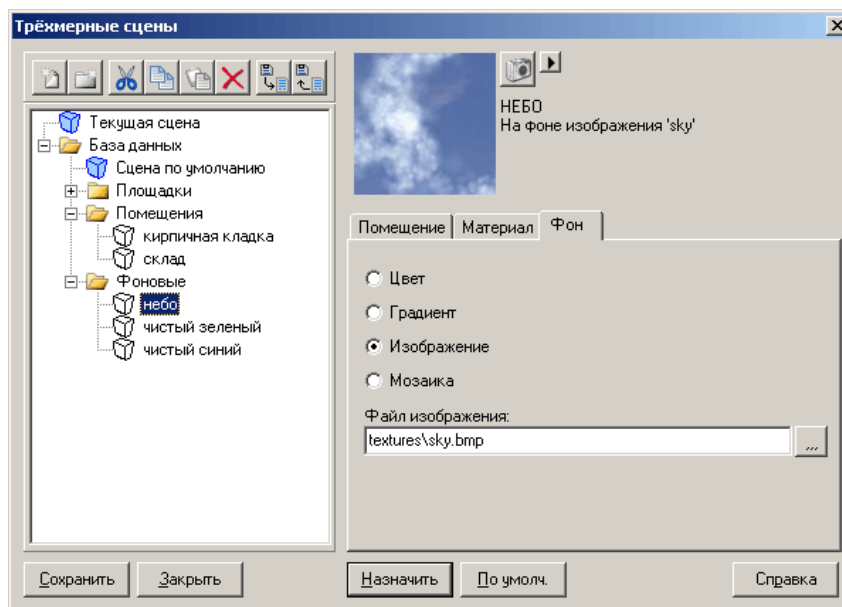 Трёхмерные сцены
Текущая сцена
База данных
Сцена по умолчанию
Площадки
Помещения
кирпичная кладка
склад
Фоновые
небо
чистый зеленый
чистый синий
НЕБО
На фоне изображения 'sky'
Помещение Материал Фон
Цвет
Градиент
Изображение
Мозаика
Файл изображения:
textures\sky.bmp ...
Сохранить Закрыть Назначить По умолч. Справка